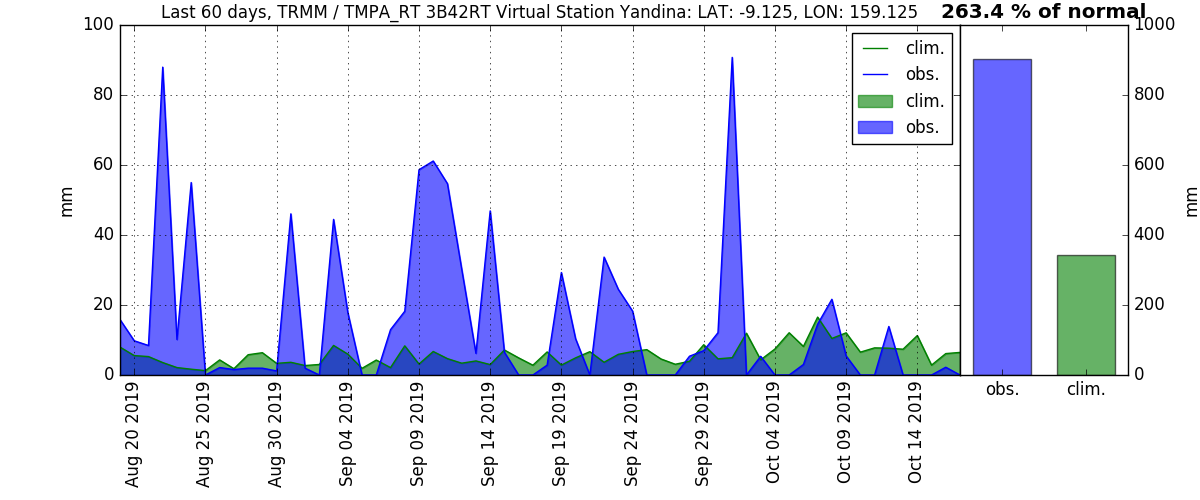 Last 60 days, TRMM / TMPA_RT 3B42RT Virtual Station Yandina: LAT: -9.125, LON: 159.125
263.4 % of normal
100
80
60
40
20
0
mm
clim.
obs.
clim.
obs.
1000
800
600
400
200
0
mm
Aug 20 2019
Aug 25 2019
Aug 30 2019
Sep 04 2019
Sep 09 2019
Sep 14 2019
Sep 19 2019
Sep 24 2019
Sep 29 2019
Oct 04 2019
Oct 09 2019
Oct 14 2019
obs.
clim.